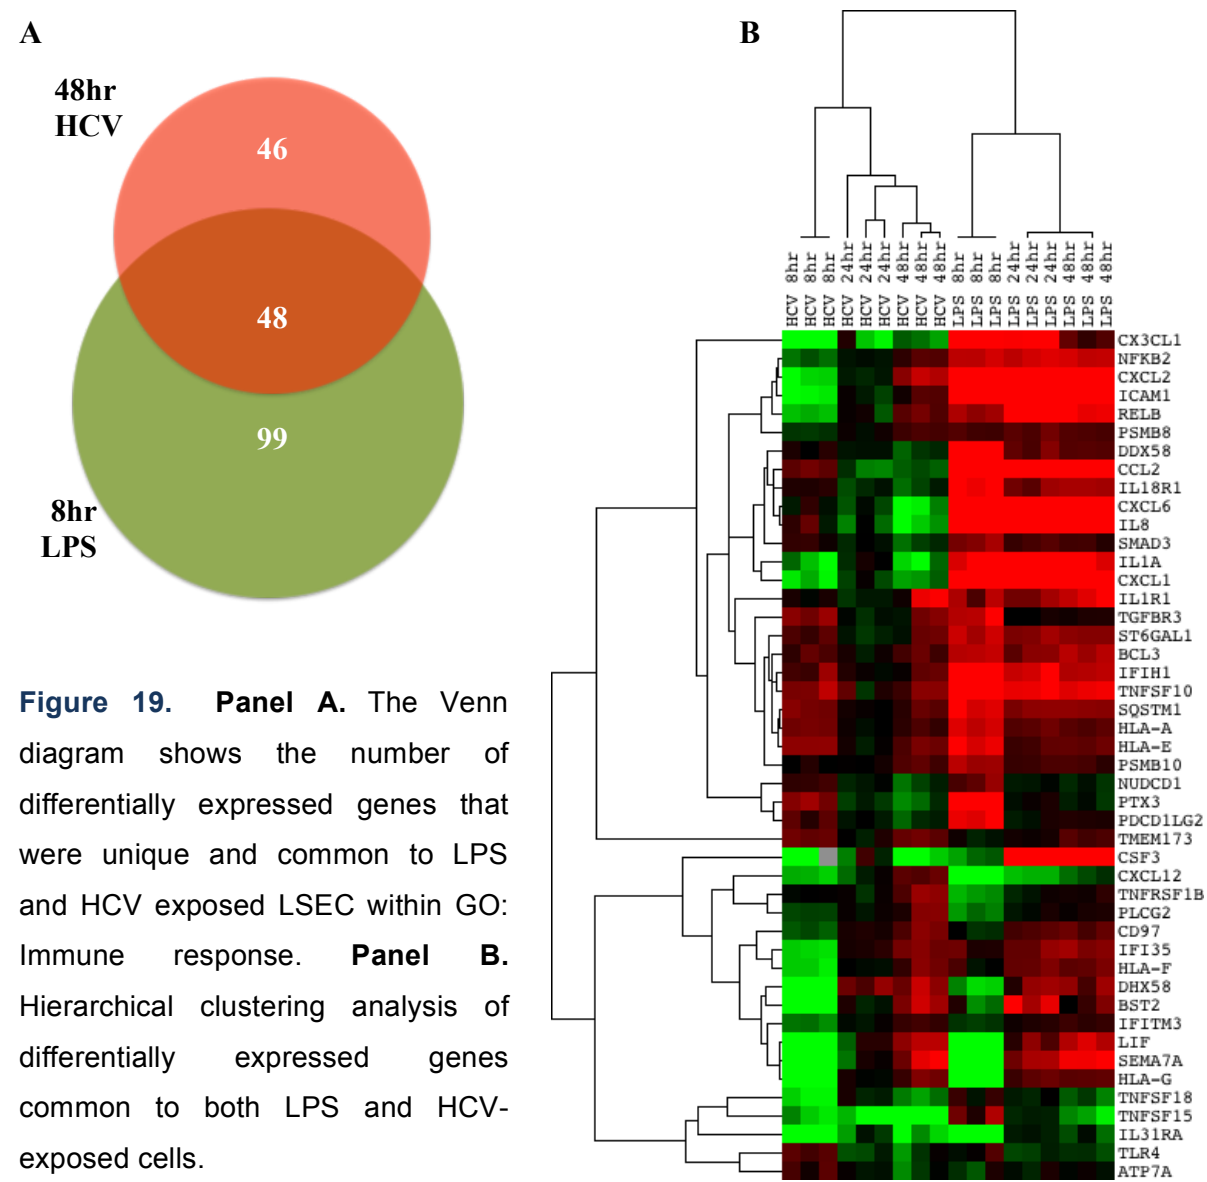 A
48hr
HCV
46
48
99
8hr
LPS
Figure 19. Panel A. The Venn
diagram shows the number of
differentially expressed genes that
were unique and common to LPS
and HCV exposed LSEC within GO:
Immune response. Panel B.
Hierarchical clustering analysis of
differentially expressed genes
common to both LPS and HCV-
exposed cells.
B
HCV 8hr
HCV 8hr
HCV 8hr
HCV 24hr
HCV 24hr
HCV 24hr
HCV 48hr
HCV 48hr
HCV 48hr
LPS 8hr
LPS 8hr
LPS 8hr
LPS 24hr
LPS 24hr
LPS 24hr
LPS 48hr
LPS 48hr
LPS 48hr
CX3CL1
NFKB2
CXCL2
ICAM1
RELB
PSMB8
DDX58
CCL2
IL18R1
CXCL6
IL8
SMAD3
IL1A
CXCL1
IL1R1
TGFBR3
ST6GAL1
BCL3
IFIH1
TNFSF10
SQSTM1
HLA-A
HLA-E
PSMB10
NUDCD1
PTX3
PDCD1LG2
TMEM173
CSF3
CXCL12
TNFRSF1B
PLCG2
CD97
IFI35
HLA-F
DHX58
BST2
IFITM3
LIF
SEMA7A
HLA-G
TNFSF18
TNFSF15
IL31RA
TLR4
ATP7A